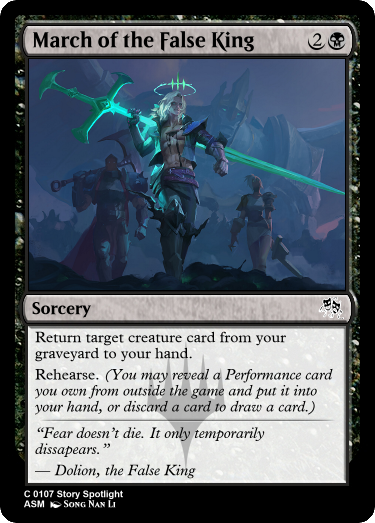 March of the False King 2
Sorcery
Return target creature card from your
graveyard to your hand.
Rehearse. (You may reveal a Performance card
you own from outside the game and put it into
your hand, or discard a card to draw a card.)
"Fear doesn't die. It only temporarily
dissapears."
— Dolion, the False King
C 0107 Story Spotlight
ASM Song Nan Li